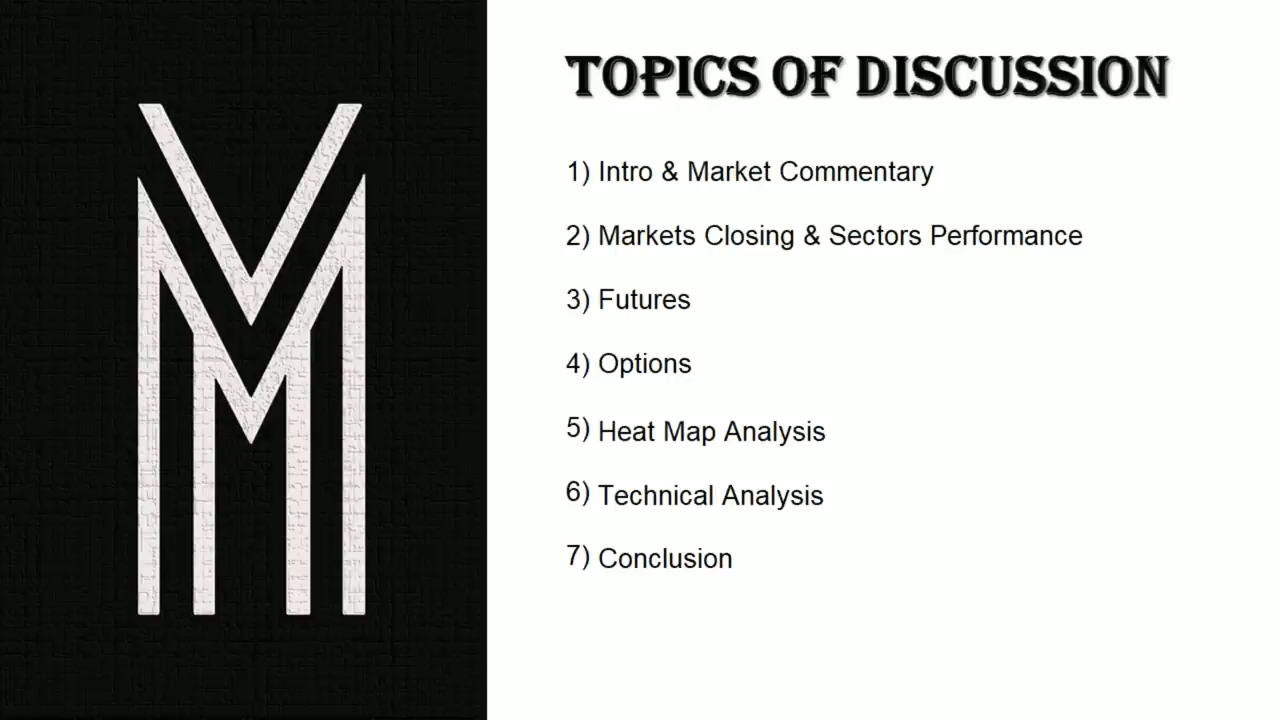 TOPICS OF DISCUSSION
1) Intro & Market Commentary
2) Markets Closing & Sectors Performance
3) Futures
4) Options
5) Heat Map Analysis
6) Technical Analysis
7) Conclusion